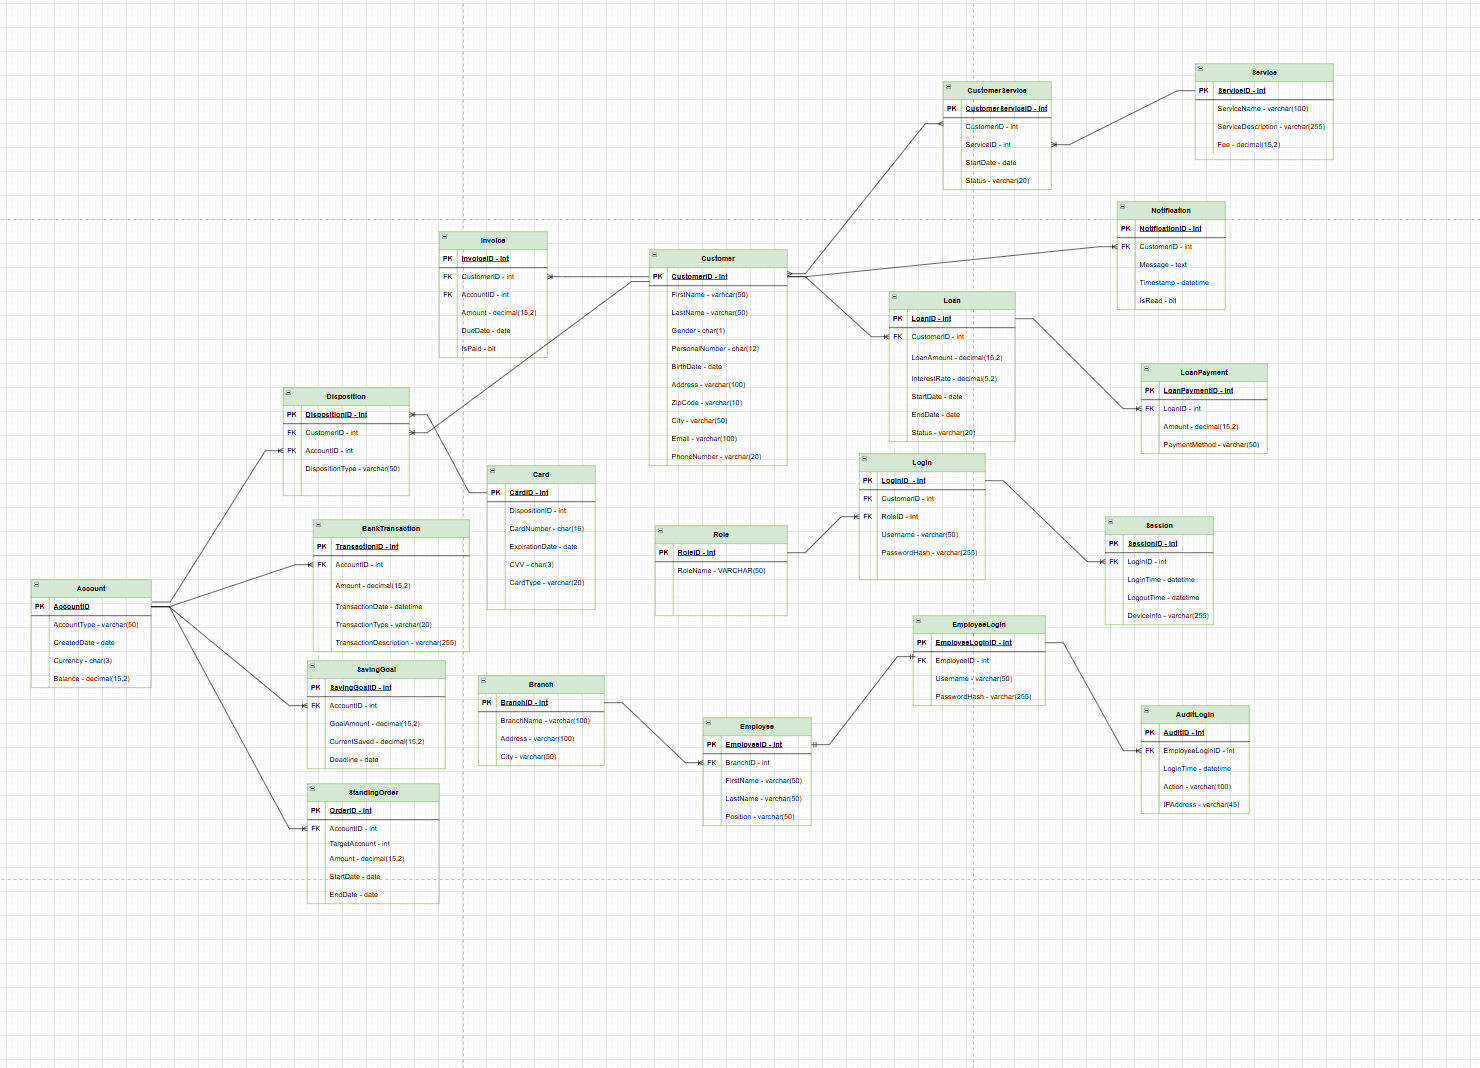 Service
PK ServiceID - int
ServiceName - varchar(100)
ServiceDescription - varchar(255)
Fee - decimal(15,2)
CustomerService
PK CustomerServiceID - int
CustomerID - int
ServiceID - int
StartDate - date
Status - varchar(20)
Notification
PK NotificationID - int
FK CustomerID - int
Message - text
Timestamp - datetime
IsRead - bit
Invoice
PK InvoiceID - int
FK CustomerID - int
FK AccountID - int
Amount - decimal(15,2)
DueDate - date
IsPaid - bit
Customer
PK CustomerID - int
FirstName - varhcar(50)
LastName - varchar(50)
Gender - char(1)
PersonalNumber - char(12)
BirthDate - date
Address - varchar(100)
ZipCode - varchar(10)
City - varchar(50)
Email - varchar(100)
PhoneNumber - varchar(20)
Loan
PK LoanID - int
FK CustomerID - int
LoanAmount - decimal(15,2)
InterestRate - decimal(5,2)
StartDate - date
EndDate - date
Status - varchar(20)
LoanPayment
PK LoanPaymentID - int
FK LoanID - int
Amount - decimal(15,2)
PaymentMethod - varchar(50)
Disposition
PK DispositionID - int
FK CustomerID - int
FK AccountID - int
DispositionType - varchar(50)
Card
PK CardID - int
DispositionID - int
CardNumber - char(16)
ExpirationDate - date
CVV - char(3)
CardType - varchar(20)
Login
PK LoginID - int
FK CustomerID - int
FK RoleID - int
Username - varchar(50)
PasswordHash - varchar(255)
BankTransaction
PK TransactionID - int
FK AccountID - int
Amount - decimal(15,2)
TransactionDate - datetime
TransactionType - varchar(20)
TransactionDescription - varchar(255)
Role
PK RoleID - int
RoleName - VARCHAR(50)
Session
PK SessionID - int
FK LoginID - int
LoginTime - datetime
LogoutTime - datetime
DeviceInfo - varchar(255)
Account
PK AccountID
AccountType - varchar(50)
CreatedDate - date
Currency - char(3)
Balance - decimal(15,2)
EmployeeLogin
PK EmployeeLoginID - int
FK EmployeeID - int
Username - varchar(50)
PasswordHash - varchar(255)
SavingGoal
PK SavingGoalID - int
FK AccountID - int
GoalAmount - decimal(15,2)
CurrentSaved - decimal(15,2)
Deadline - date
Branch
PK BranchID - int
BranchName - varchar(100)
Address - varchar(100)
City - varchar(50)
Employee
PK EmployeeID - int
FK BranchID - int
FirstName - varchar(50)
LastName - varchar(50)
Position - varchar(50)
AuditLogin
PK AuditID - int
FK EmployeeLoginID - int
LoginTime - datetime
Action - varchar(100)
IPAddress - varchar(45)
StandingOrder
PK OrderID - int
FK AccountID - int
TargetAccount - int
Amount - decimal(15,2)
StartDate - date
EndDate - date